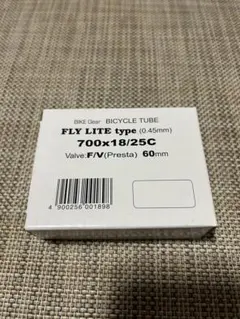 BIKE Gear BICYCLE TUBE
FLY LITE type (0.45mm)
700x18/25C
Valve:F/V(Presta) 60mm
4 900256 001898